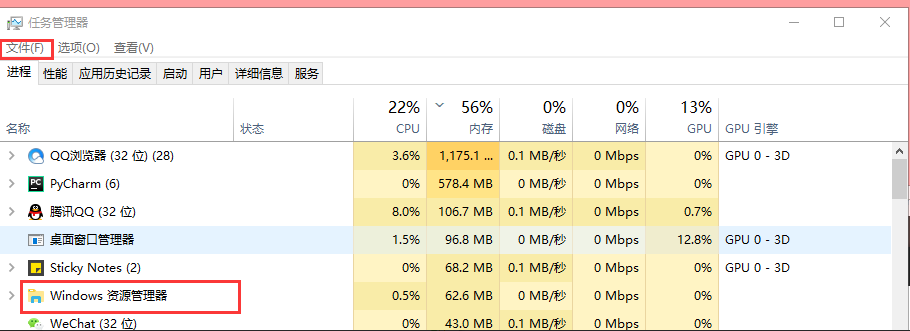 任务管理器
文件(F) 选项(O) 查看(V)
进程 性能 应用历史记录 启动 用户 详细信息 服务
22% 56% 0% 0% 13%
名称 状态 CPU 内存 磁盘 网络 GPU GPU 引擎
QQ浏览器 (32 位) (28) 3.6% 1,175.1 ... 0.1 MB/秒 0 Mbps 0% GPU 0 - 3D
PyCharm (6) 0% 578.4 MB 0 MB/秒 0 Mbps 0%
腾讯QQ (32 位) 8.0% 106.7 MB 0.1 MB/秒 0 Mbps 0.7%
桌面窗口管理器 1.5% 96.8 MB 0 MB/秒 0 Mbps 12.8% GPU 0 - 3D
Sticky Notes (2) 0% 68.2 MB 0 MB/秒 0 Mbps 0% GPU 0 - 3D
Windows 资源管理器 0.5% 62.6 MB 0 MB/秒 0 Mbps 0%
WeChat (32 位) 0% 43.0 MB 0.1 MB/秒 0 Mbps 0%